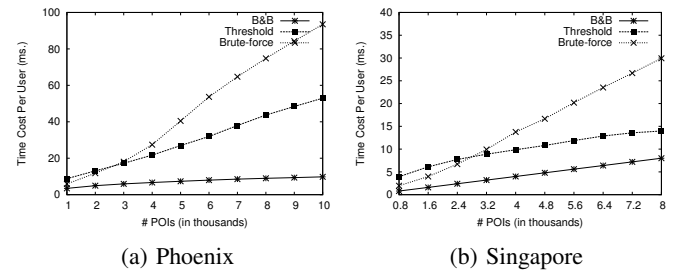 Time Cost Per User (ms.)
100
80
60
40
20
0
B&B
Threshold
Brute-force
1 2 3 4 5 6 7 8 9 10
# POIs (in thousands)
(a) Phoenix
Time Cost Per User (ms.)
40
35
30
25
20
15
10
5
0
B&B
Threshold
Brute-force
0.8 1.6 2.4 3.2 4 4.8 5.6 6.4 7.2 8
# POIs (in thousands)
(b) Singapore